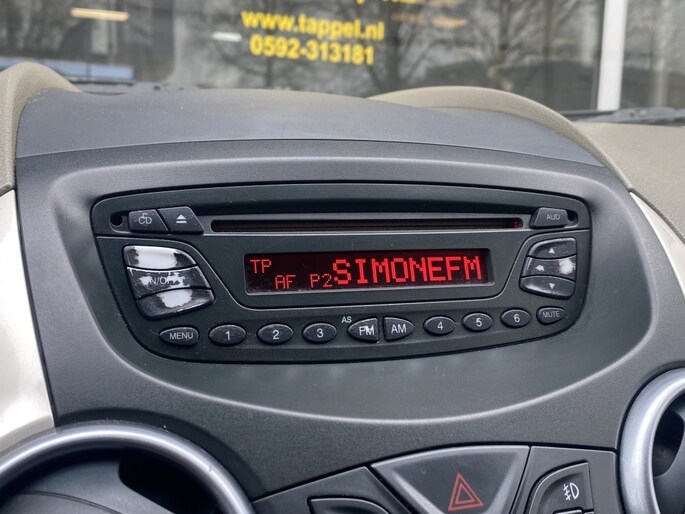 www.tappel.nl
0592-313181
CD
AUD
TP AF P2 SIMONEFM
MENU 1 2 3 AS FM AM 4 5 6 MUTE